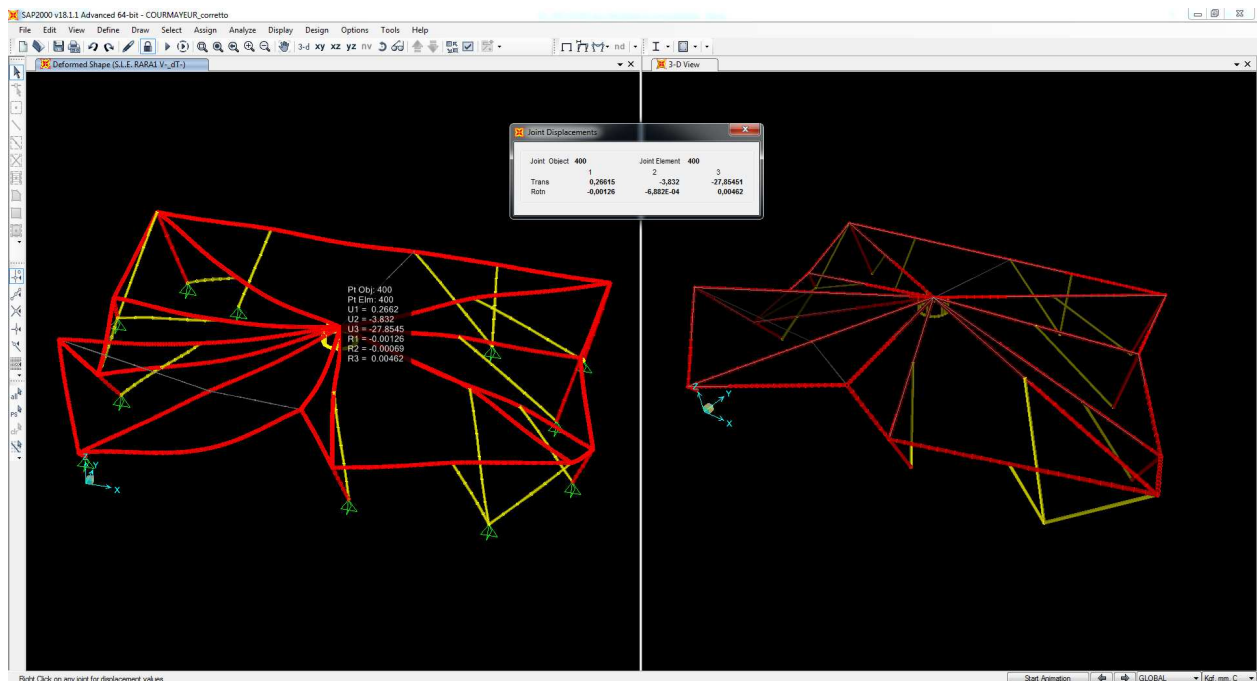 SAP2000 v18.1.1 Advanced 64-bit - COURMAYEUR_corretto
File Edit View Define Draw Select Assign Analyze Display Design Options Tools Help
3-d xy xz yz nv
nd
Deformed Shape (S.L.E. RARA1 V-_dT-)
3-D View
Joint Displacements
Joint Object 400 Joint Element 400
1 2 3
Trans 0,26615 -3,832 -27,85451
Rotn -0,00126 -6,882E-04 0,00462
Pt Obj: 400
Pt Elm: 400
U1 = 0.2662
U2 = -3.832
U3 = -27.8545
R1 = -0.00126
R2 = -0.00069
R3 = 0.00462
all
PS
clr
Z
Y
X
Z
Y
X
Right Click on any joint for displacement values
Start Animation
GLOBAL
Kgf, mm, C